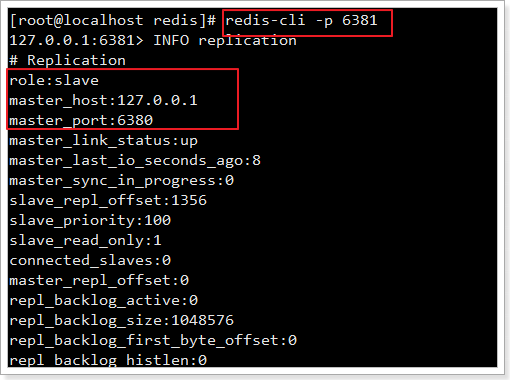 [root@localhost redis]# redis-cli -p 6381
127.0.0.1:6381> INFO replication
# Replication
role:slave
master_host:127.0.0.1
master_port:6380
master_link_status:up
master_last_io_seconds_ago:8
master_sync_in_progress:0
slave_repl_offset:1356
slave_priority:100
slave_read_only:1
connected_slaves:0
master_repl_offset:0
repl_backlog_active:0
repl_backlog_size:1048576
repl_backlog_first_byte_offset:0
repl_backlog_histlen:0